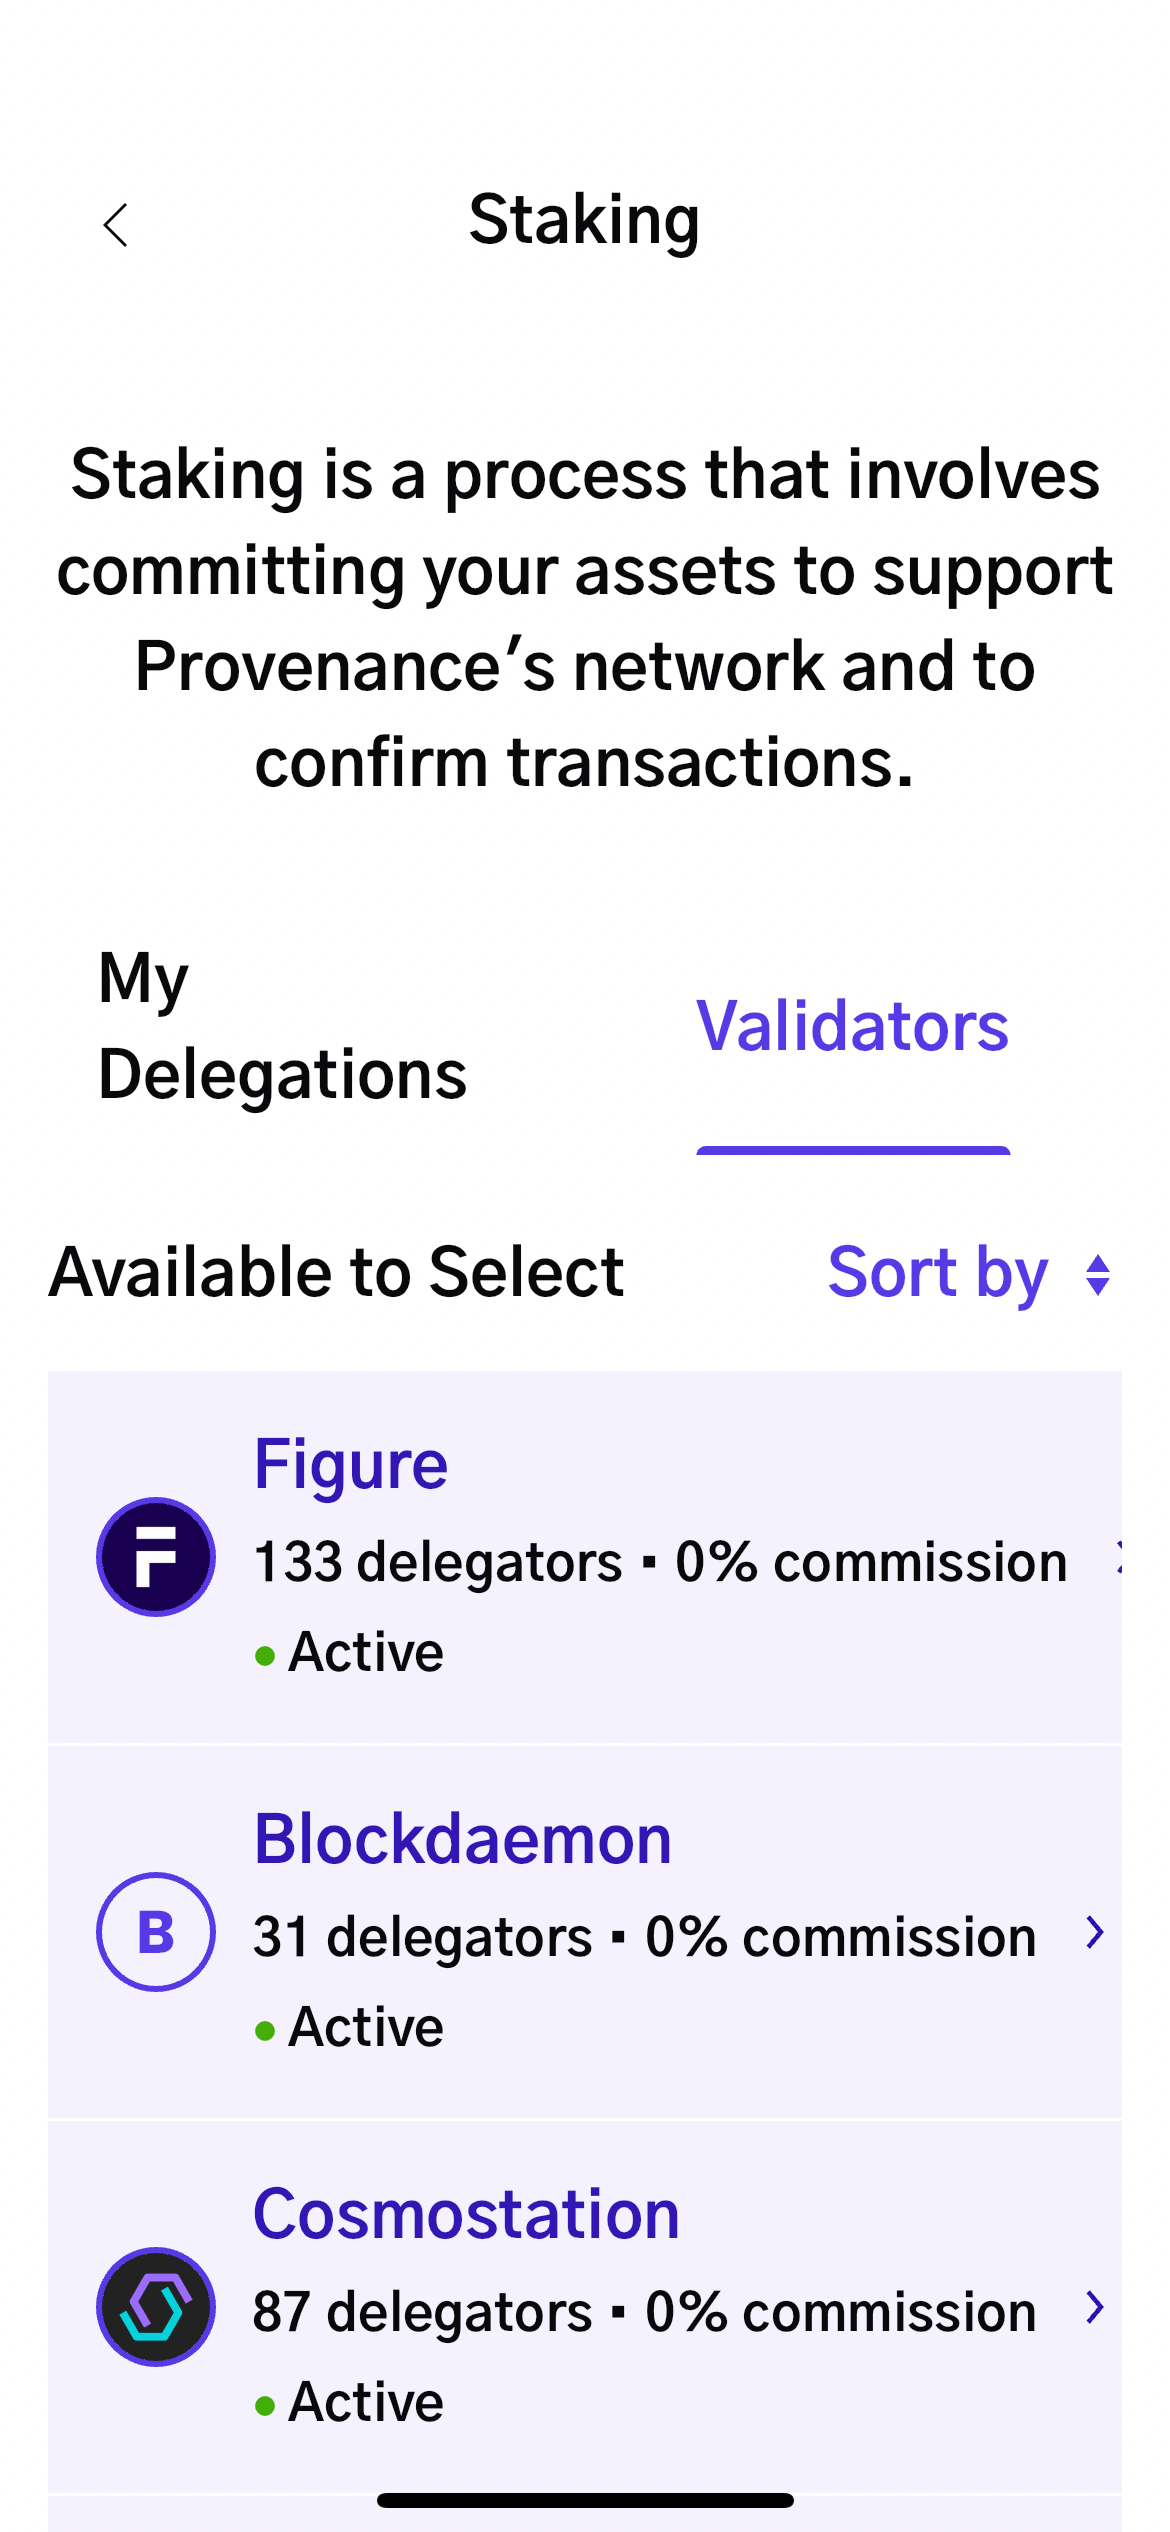 Staking
Staking is a process that involves
committing your assets to support
Provenance's network and to
confirm transactions.
My
Delegations
Validators
Available to Select
Sort by
Figure
133 delegators ▪ 0% commission
Active
B
Blockdaemon
31 delegators ▪ 0% commission
Active
Cosmostation
87 delegators ▪ 0% commission
Active